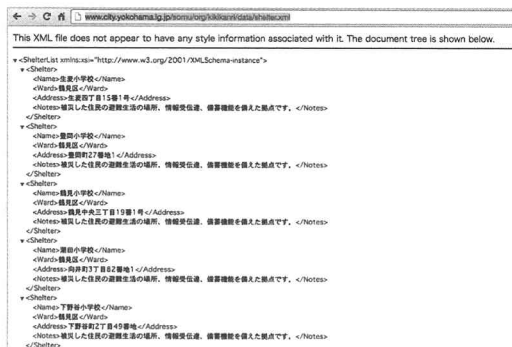 www.city.yokohama.lg.jp/somu/org/kikikanri/data/shelter.xml
This XML file does not appear to have any style information associated with it. The document tree is shown below.
▼<ShelterList xmlns:xsi="http://www.w3.org/2001/XMLSchema-instance">
▼<Shelter>
<Name>生麦小学校</Name>
<Ward>鶴見区</Ward>
<Address>生麦四丁目15番1号</Address>
<Notes>被災した住民の避難生活の場所、情報受伝達、備蓄機能を備えた拠点です。</Notes>
</Shelter>
▼<Shelter>
<Name>豊岡小学校</Name>
<Ward>鶴見区</Ward>
<Address>豊岡町27番地1</Address>
<Notes>被災した住民の避難生活の場所、情報受伝達、備蓄機能を備えた拠点です。</Notes>
</Shelter>
▼<Shelter>
<Name>鶴見小学校</Name>
<Ward>鶴見区</Ward>
<Address>鶴見中央三丁目19番1号</Address>
<Notes>被災した住民の避難生活の場所、情報受伝達、備蓄機能を備えた拠点です。</Notes>
</Shelter>
▼<Shelter>
<Name>潮田小学校</Name>
<Ward>鶴見区</Ward>
<Address>向井町3丁目82番地1</Address>
<Notes>被災した住民の避難生活の場所、情報受伝達、備蓄機能を備えた拠点です。</Notes>
</Shelter>
▼<Shelter>
<Name>下野谷小学校</Name>
<Ward>鶴見区</Ward>
<Address>下野谷町2丁目49番地</Address>
<Notes>被災した住民の避難生活の場所、情報受伝達、備蓄機能を備えた拠点です。</Notes>
</Shelter>